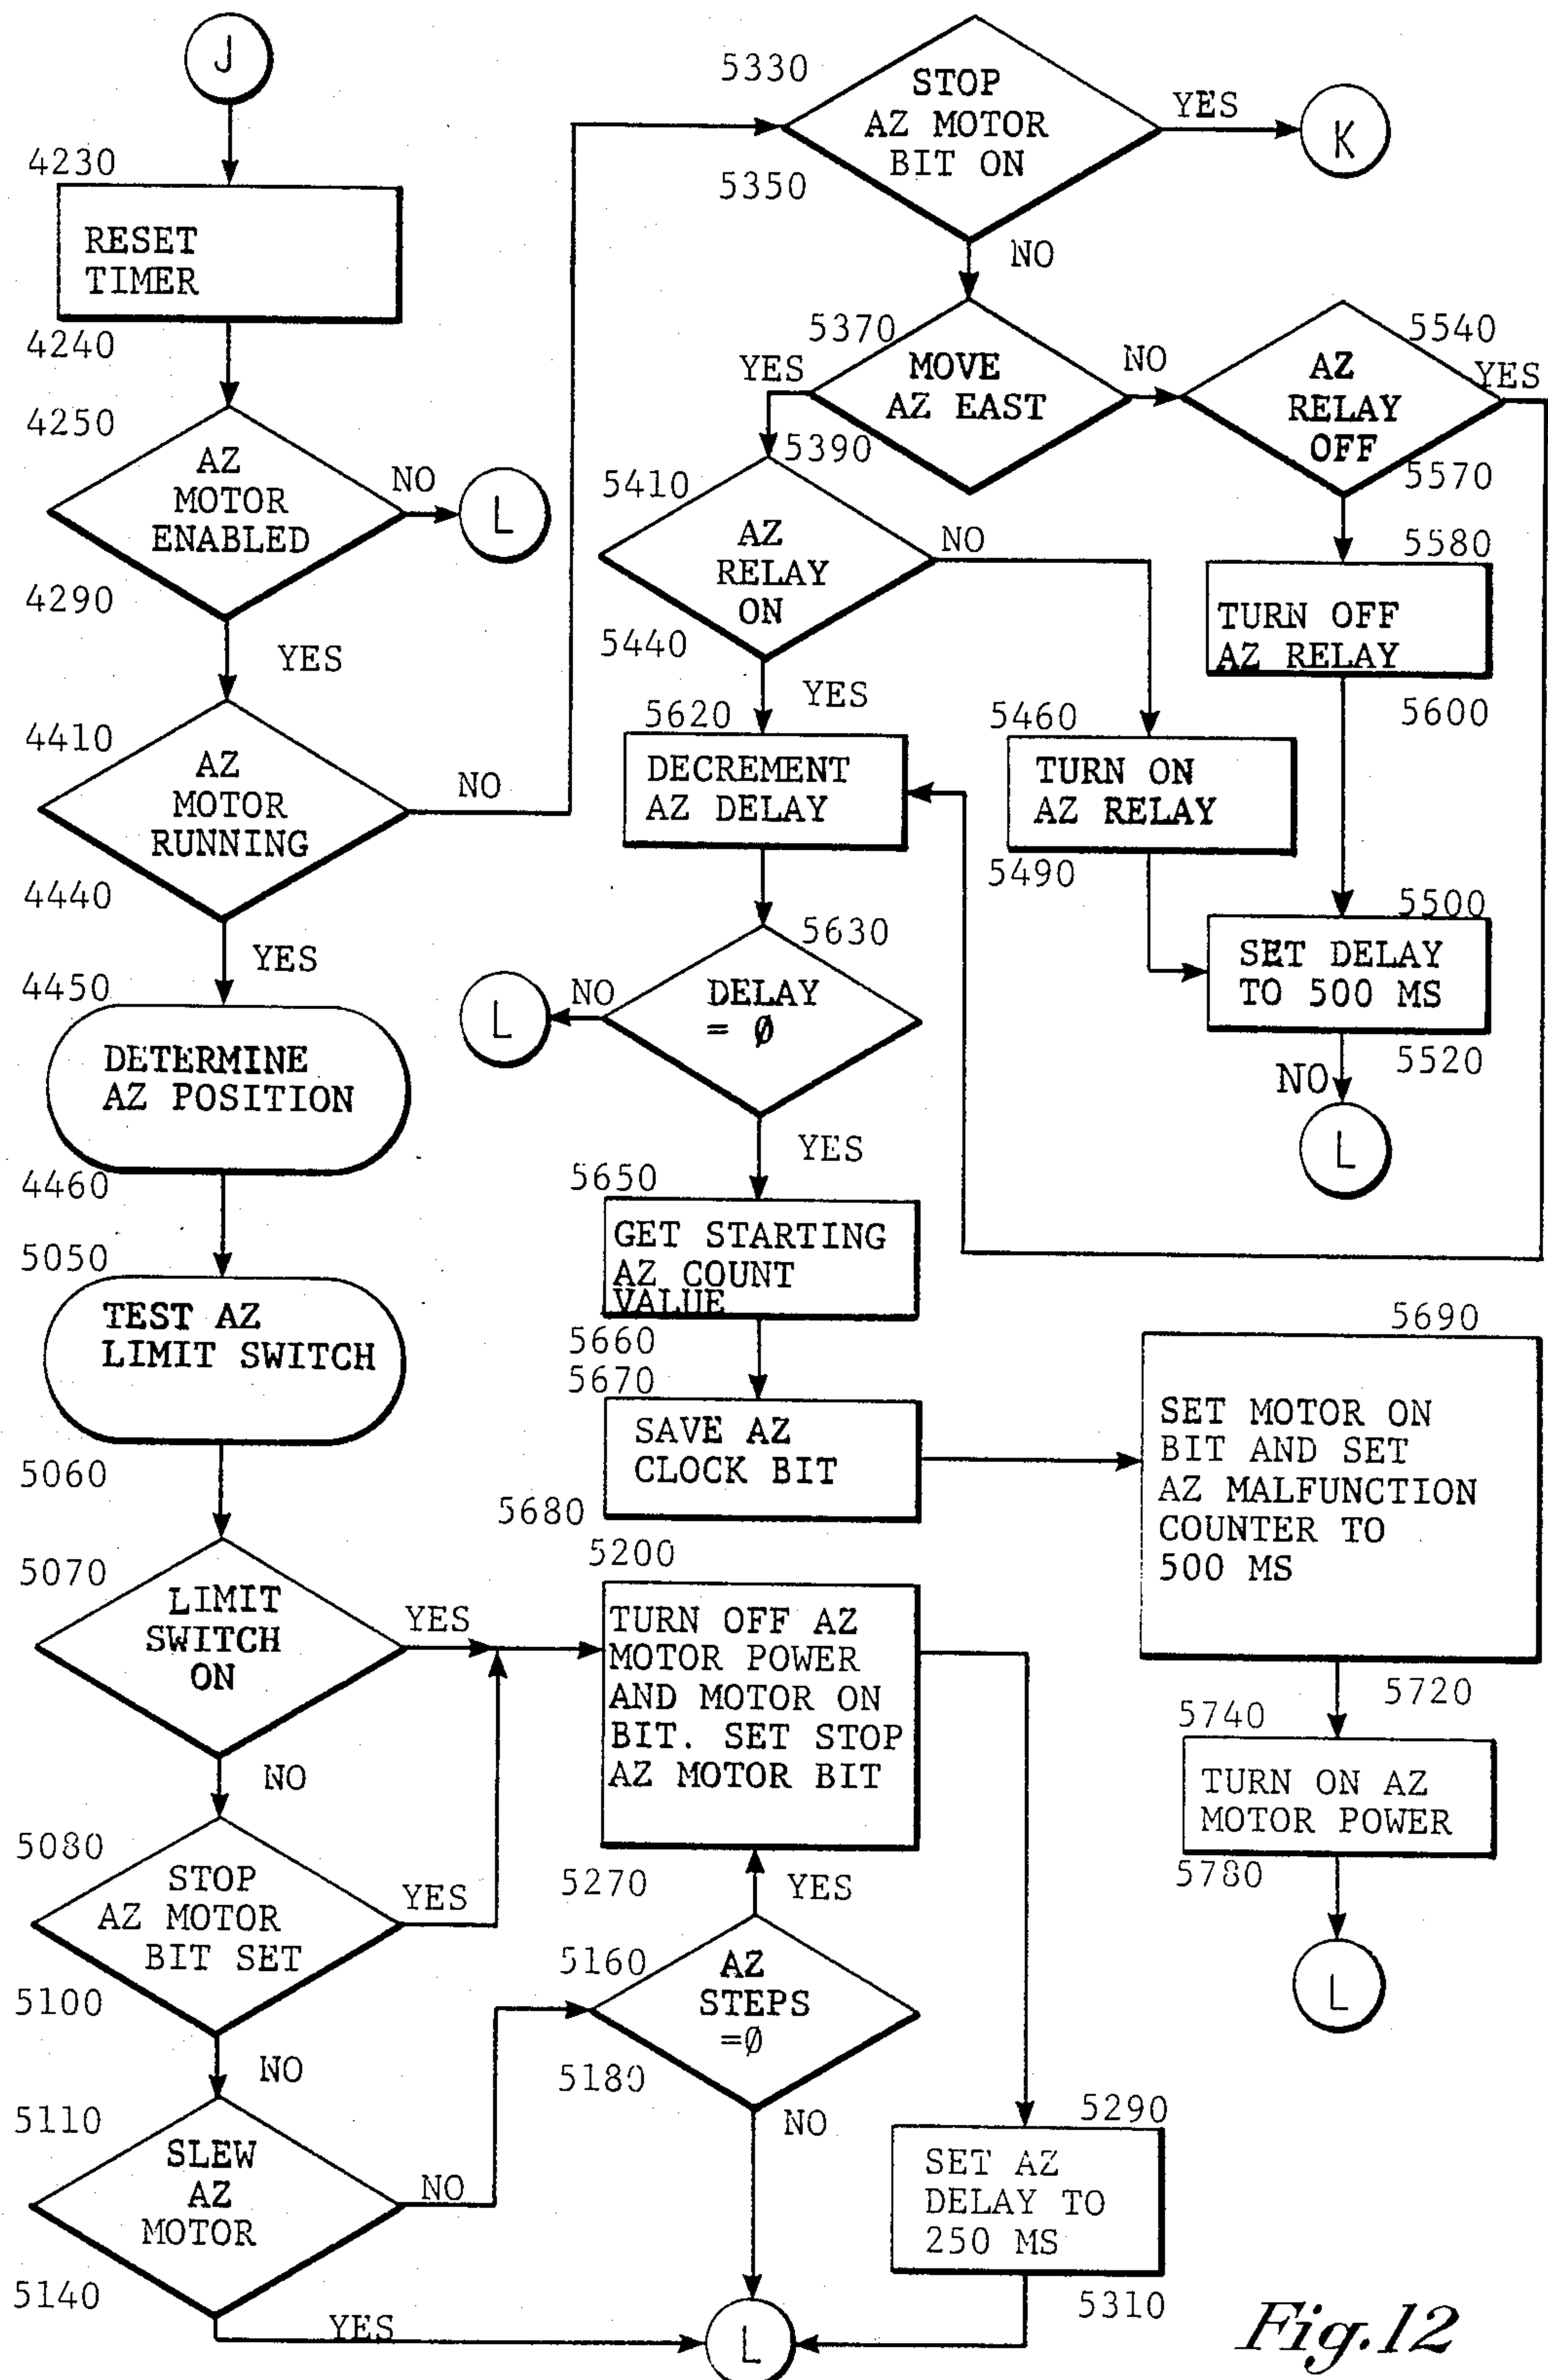 J
4230
RESET
TIMER
4240
4250
AZ
MOTOR
ENABLED
NO
L
4290
YES
4410
AZ
MOTOR
RUNNING
NO
4440
YES
4450
DETERMINE
AZ POSITION
4460
5050
TEST AZ
LIMIT SWITCH
5060
5070
LIMIT
SWITCH
ON
YES
NO
5080
STOP
AZ MOTOR
BIT SET
YES
5100
NO
5110
SLEW
AZ
MOTOR
NO
5140
YES
5330
STOP
AZ MOTOR
BIT ON
YES
K
5350
NO
5370
MOVE
AZ EAST
YES
NO
5390
5540
AZ
RELAY
OFF
YES
5570
5410
AZ
RELAY
ON
NO
5440
YES
5580
TURN OFF
AZ RELAY
5600
5620
DECREMENT
AZ DELAY
5460
TURN ON
AZ RELAY
5490
5500
SET DELAY
TO 500 MS
5520
NO
L
5630
DELAY
= Ø
NO
L
YES
5650
GET STARTING
AZ COUNT
VALUE
5660
5670
SAVE AZ
CLOCK BIT
5680
5690
SET MOTOR ON
BIT AND SET
AZ MALFUNCTION
COUNTER TO
500 MS
5720
5740
TURN ON AZ
MOTOR POWER
5780
L
5200
TURN OFF AZ
MOTOR POWER
AND MOTOR ON
BIT. SET STOP
AZ MOTOR BIT
5270
YES
5160
AZ
STEPS
=Ø
5180
NO
5290
SET AZ
DELAY TO
250 MS
5310
L
Fig.12